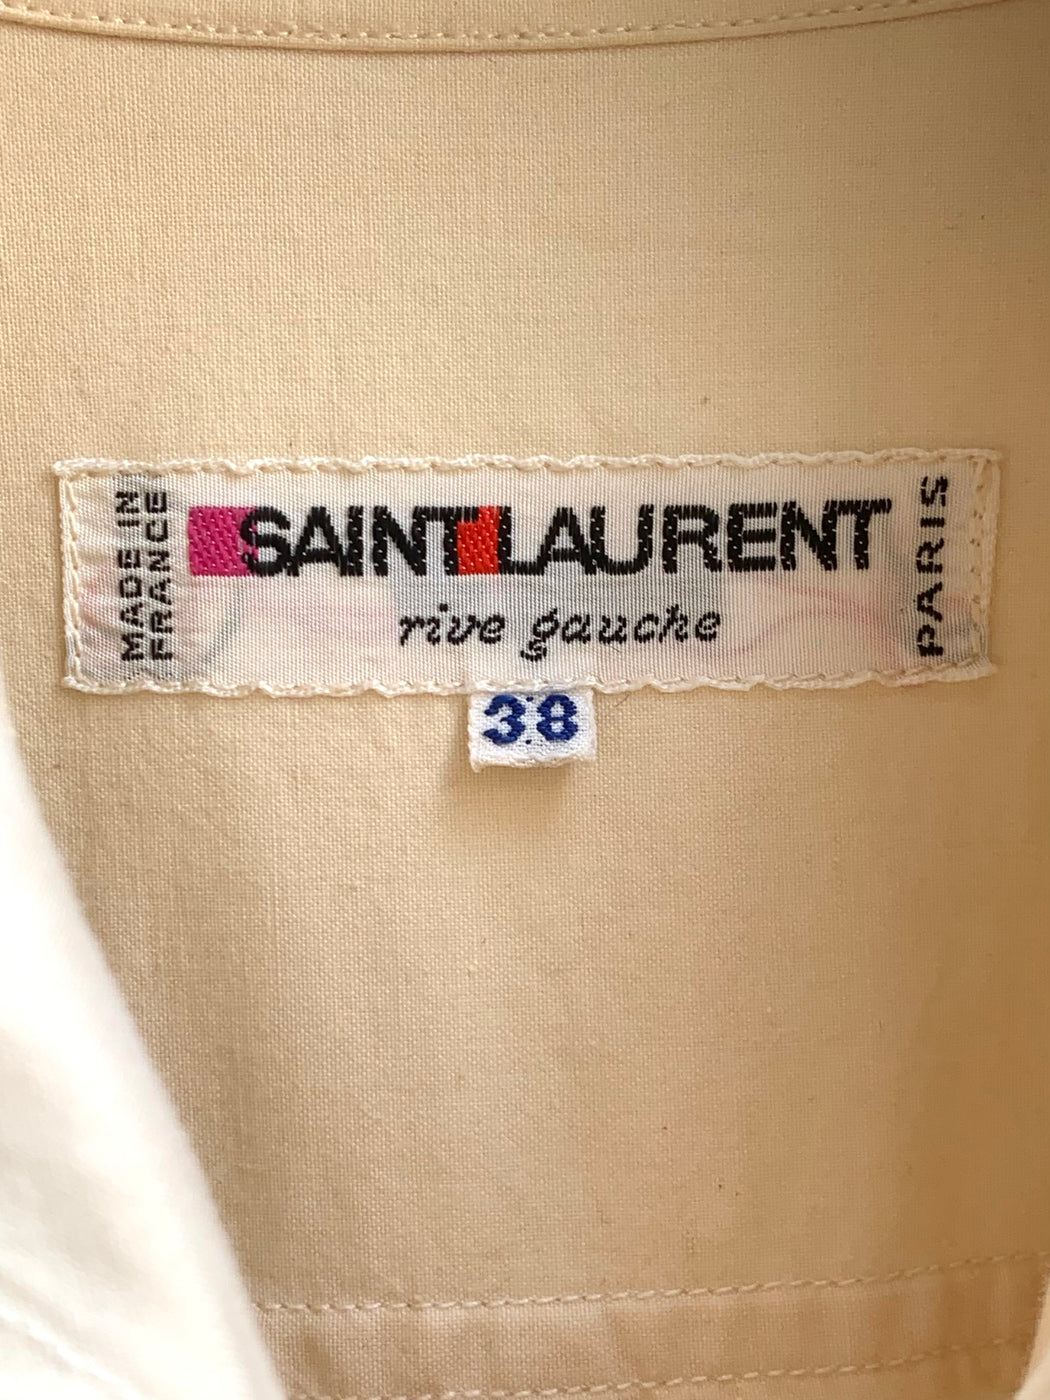 MADE IN
FRANCE
SAINT LAURENT
rive gauche
PARIS
38